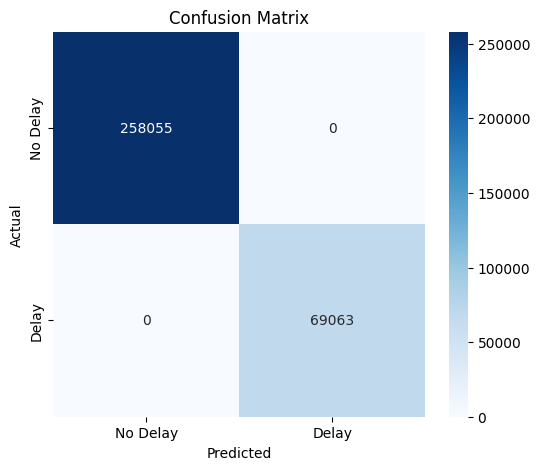 Confusion Matrix
No Delay
Delay
Actual
258055
0
0
69063
No Delay
Delay
Predicted
250000
200000
150000
100000
50000
0